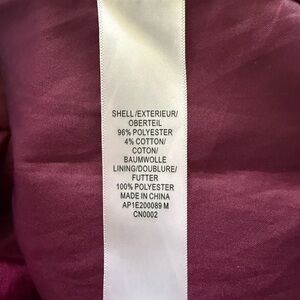 SHELL/EXTERIEUR/
OBERTEIL
96% POLYESTER
4% COTTON/
COTON/
BAUMWOLLE
LINING/DOUBLURE/
FUTTER
100% POLYESTER
MADE IN CHINA
AP1E200089 M
CN0002